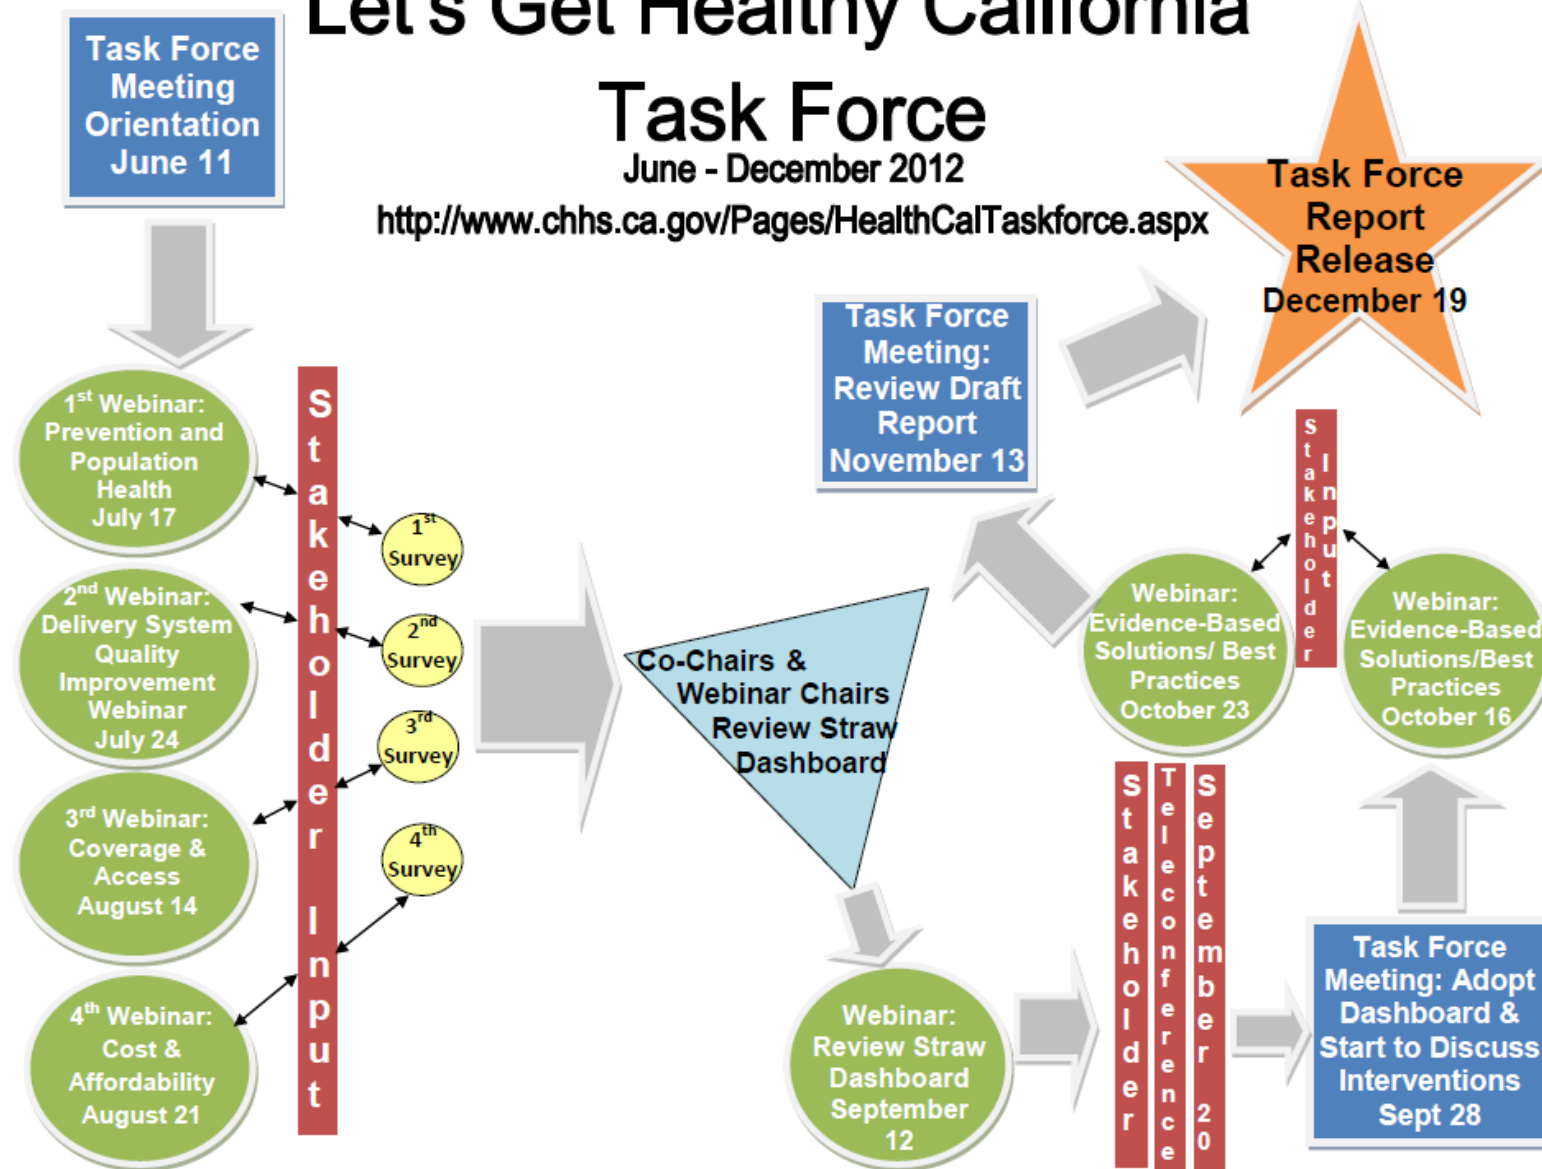 Let's Get Healthy California
Task Force
June - December 2012
http://www.chhs.ca.gov/Pages/HealthCalTaskforce.aspx
Task Force
Meeting
Orientation
June 11
1st Webinar:
Prevention and
Population
Health
July 17
2nd Webinar:
Delivery System
Quality
Improvement
Webinar
July 24
3rd Webinar:
Coverage &
Access
August 14
4th Webinar:
Cost &
Affordability
August 21
Stakeholder Input
1st
Survey
2nd
Survey
3rd
Survey
4th
Survey
Co-Chairs &
Webinar Chairs
Review Straw
Dashboard
Webinar:
Review Straw
Dashboard
September
12
Stakeholder
Teleconference
September 20
Task Force
Meeting: Adopt
Dashboard &
Start to Discuss
Interventions
Sept 28
Webinar:
Evidence-Based
Solutions/Best
Practices
October 16
Stakeholder
Input
Webinar:
Evidence-Based
Solutions/ Best
Practices
October 23
Task Force
Meeting:
Review Draft
Report
November 13
Task Force
Report
Release
December 19